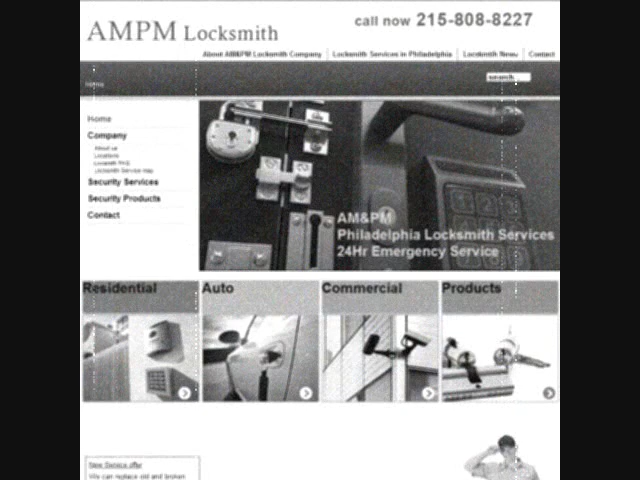 AMPM Locksmith
call now 215-808-8227
About AM&PM Locksmith Company
Locksmith Services in Philadelphia
Locksmith News
Contact
search
Home
Home
Company
About us
Locations
Locksmith FAQ
Locksmith Service map
Security Services
Security Products
Contact
AM&PM
Philadelphia Locksmith Services
24Hr Emergency Service
Residential
Auto
Commercial
Products
New Service offer
We can replace old and broken